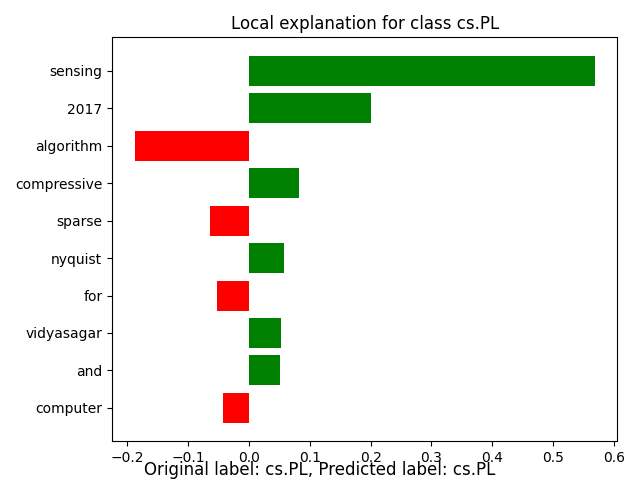 Local explanation for class cs.PL
sensing
2017
algorithm
compressive
sparse
nyquist
for
vidyasagar
and
computer
−0.2 −0.1 0.0 0.1 0.2 0.3 0.4 0.5 0.6
Original label: cs.PL, Predicted label: cs.PL